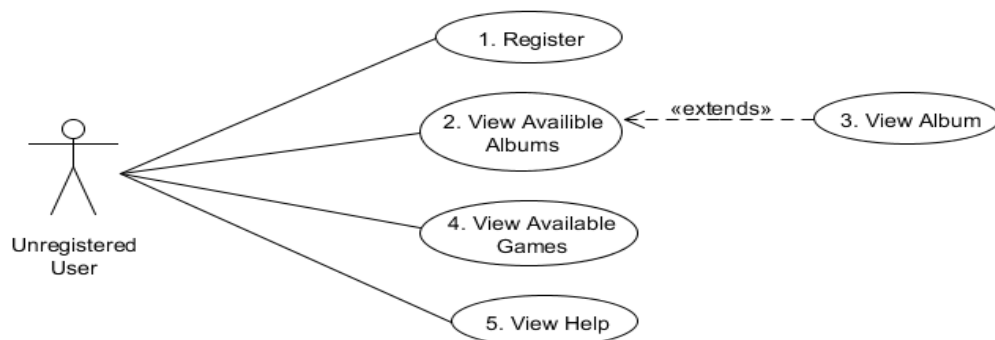 1. Register
«extends»
2. View Availible
Albums
3. View Album
4. View Available
Games
Unregistered
User
5. View Help